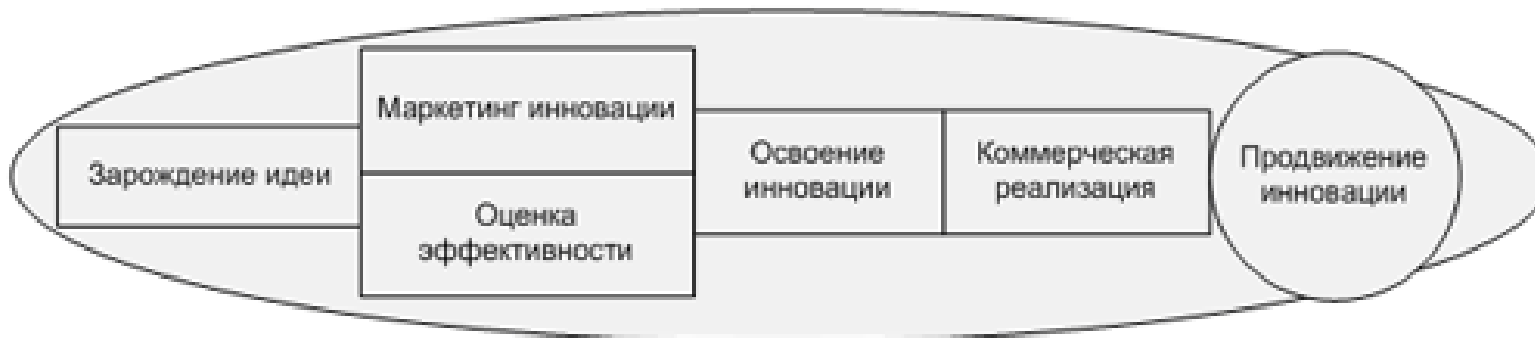 Зарождение идеи
Маркетинг инновации
Оценка
эффективности
Освоение
инновации
Коммерческая
реализация
Продвижение
инновации